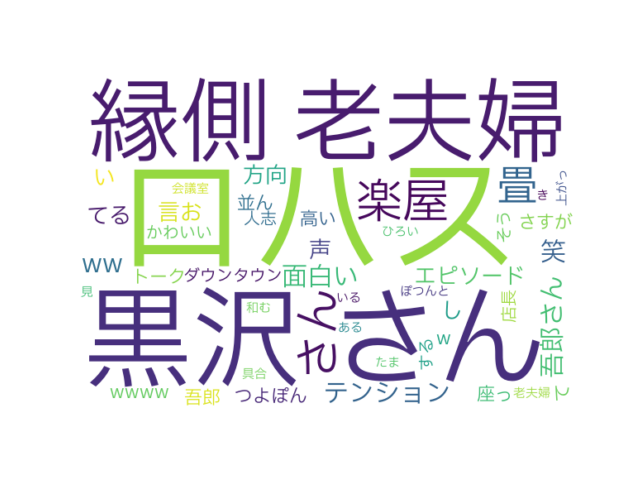 縁側 老夫婦
ロハス
黒沢さん
い
方向
会議室
言お
かわいい
てる
並ん
人志
高い
楽屋
ひろい
声
畳
き
上がっ
そう
さすが
笑
ww
トーク
ダウンタウン
面白い
エピソード
見
和む
いる
ある
ぽつんと
し
w
する
店長
吾郎さん
れ
ん
たま
具合
wwww
吾郎
つよぽん
テンション
座っ
老夫婦
て